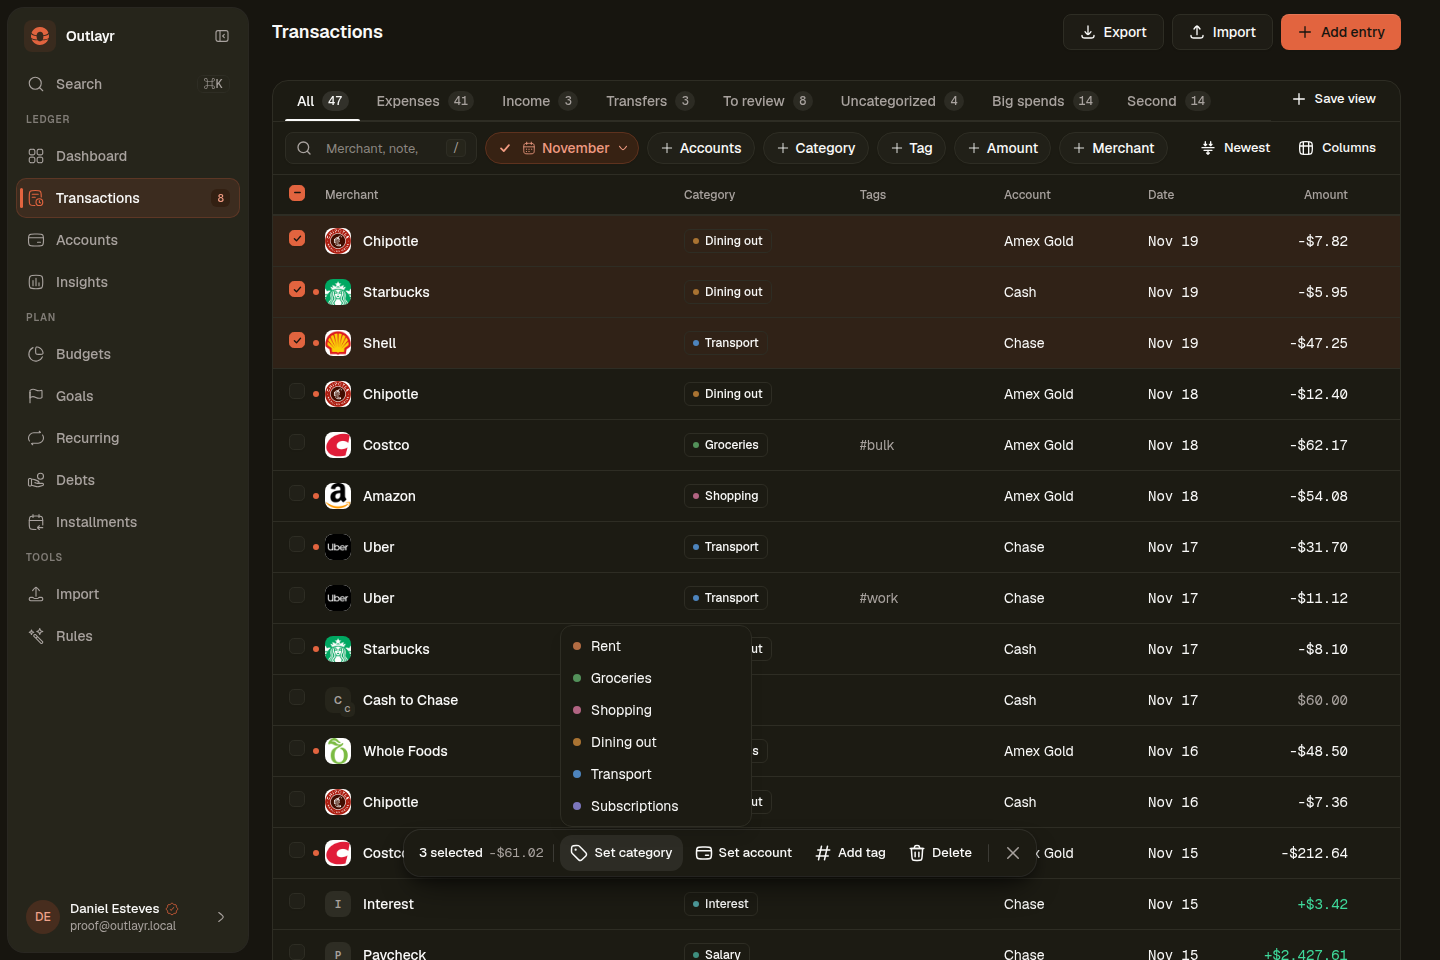 Outlayr
Search ⌘K
LEDGER
Dashboard
Transactions 8
Accounts
Insights
PLAN
Budgets
Goals
Recurring
Debts
Installments
TOOLS
Import
Rules
DE Daniel Esteves
proof@outlayr.local
Transactions
Export Import Add entry
All 47 Expenses 41 Income 3 Transfers 3 To review 8 Uncategorized 4 Big spends 14 Second 14 Save view
Merchant, note, / November Accounts Category Tag Amount Merchant Newest Columns
Merchant Category Tags Account Date Amount
Chipotle Dining out Amex Gold Nov 19 -$7.82
Starbucks Dining out Cash Nov 19 -$5.95
Shell Transport Chase Nov 19 -$47.25
Chipotle Dining out Amex Gold Nov 18 -$12.40
Costco Groceries #bulk Amex Gold Nov 18 -$62.17
a Amazon Shopping Amex Gold Nov 18 -$54.08
Uber Uber Transport Chase Nov 17 -$31.70
Uber Uber Transport #work Chase Nov 17 -$11.12
Starbucks ut Cash Nov 17 -$8.10
C C Cash to Chase Cash Nov 17 $60.00
Whole Foods s Amex Gold Nov 16 -$48.50
Chipotle ut Cash Nov 16 -$7.36
Costc x Gold Nov 15 -$212.64
I Interest Interest Chase Nov 15 +$3.42
P Paycheck Salary Chase Nov 15 +$2,427.61
Rent
Groceries
Shopping
Dining out
Transport
Subscriptions
3 selected -$61.02 Set category Set account Add tag Delete